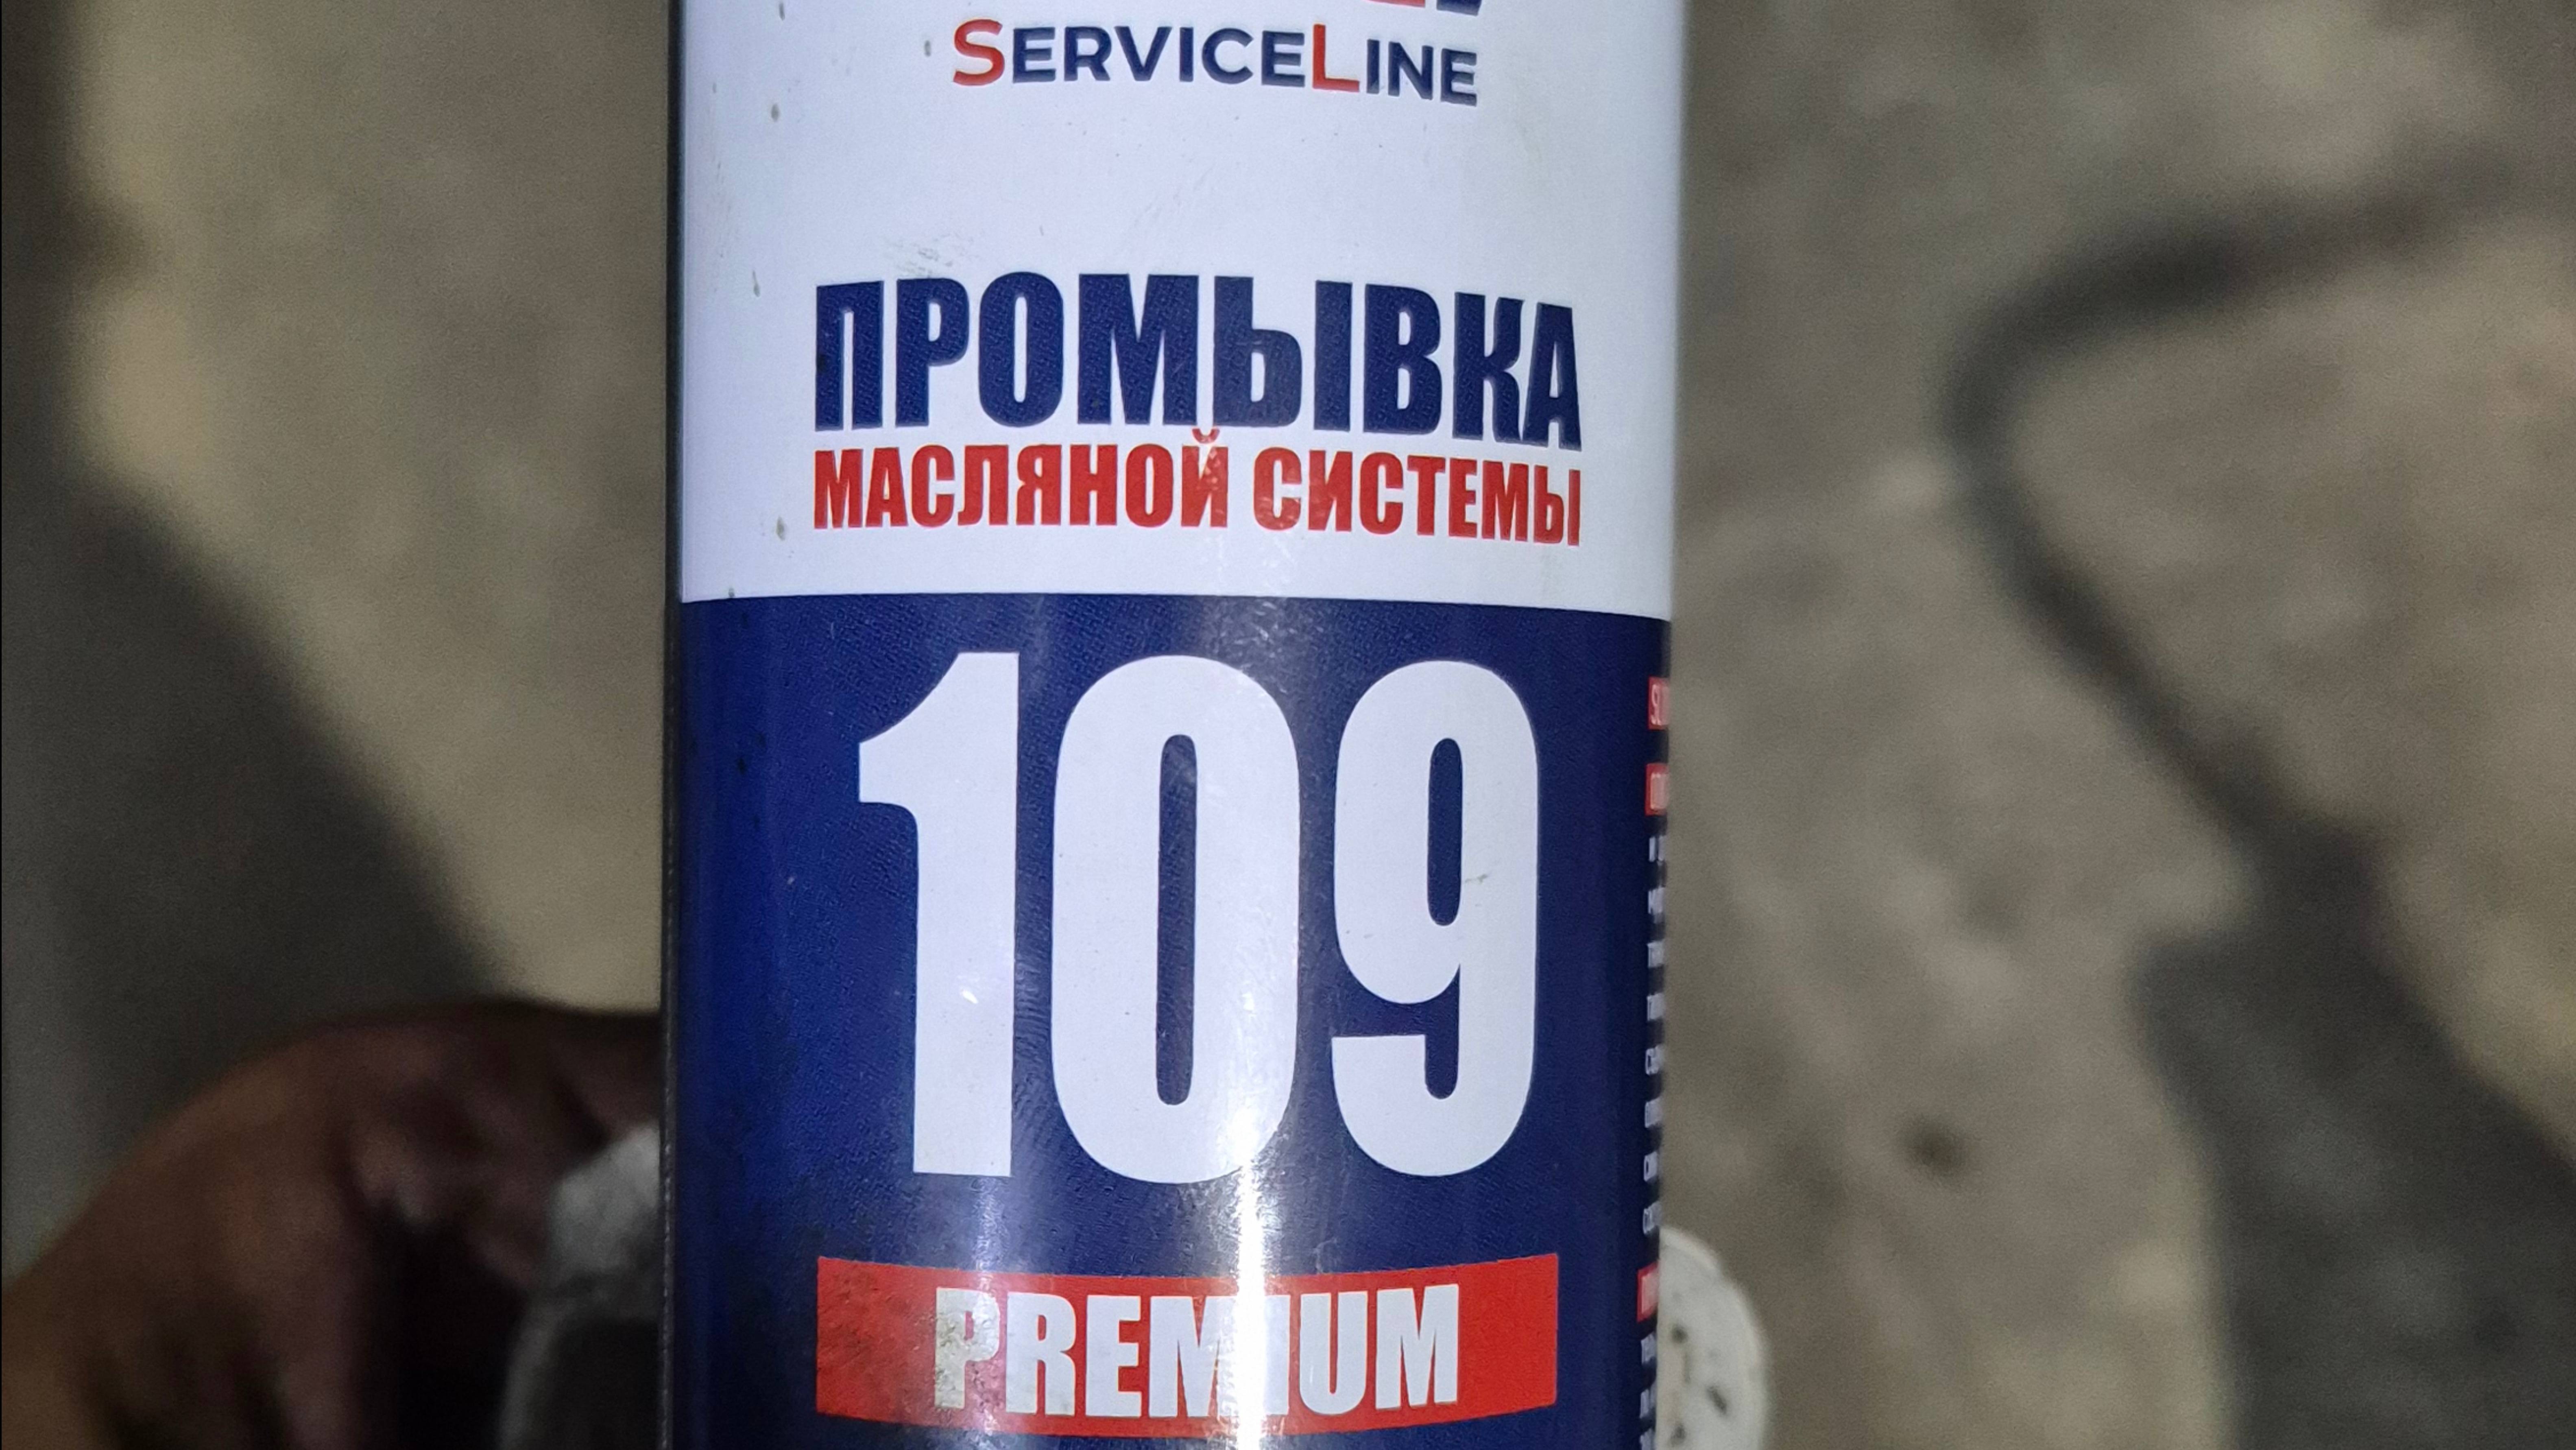 SERVICELINE
ПРОМЫВКА
МАСЛЯНОЙ СИСТЕМЫ
109
PREMIUM